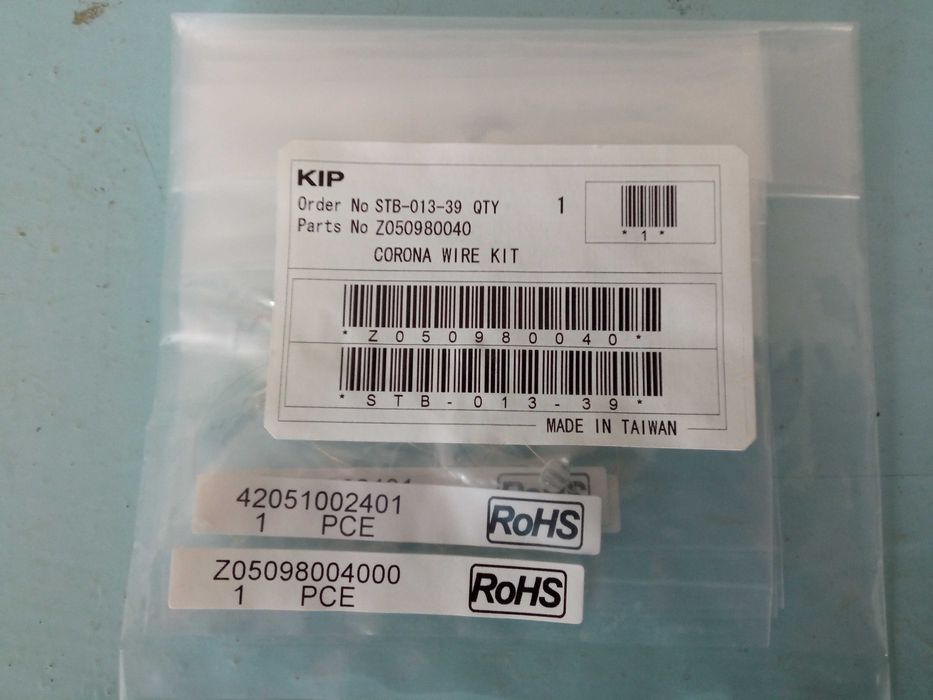 KIP
Order No STB-013-39 QTY 1
Parts No Z050980040
CORONA WIRE KIT
*1*
*Z050980040*
*STB-013-39*
MADE IN TAIWAN
42051002401
1 PCE
RoHS
Z05098004000
1 PCE
RoHS